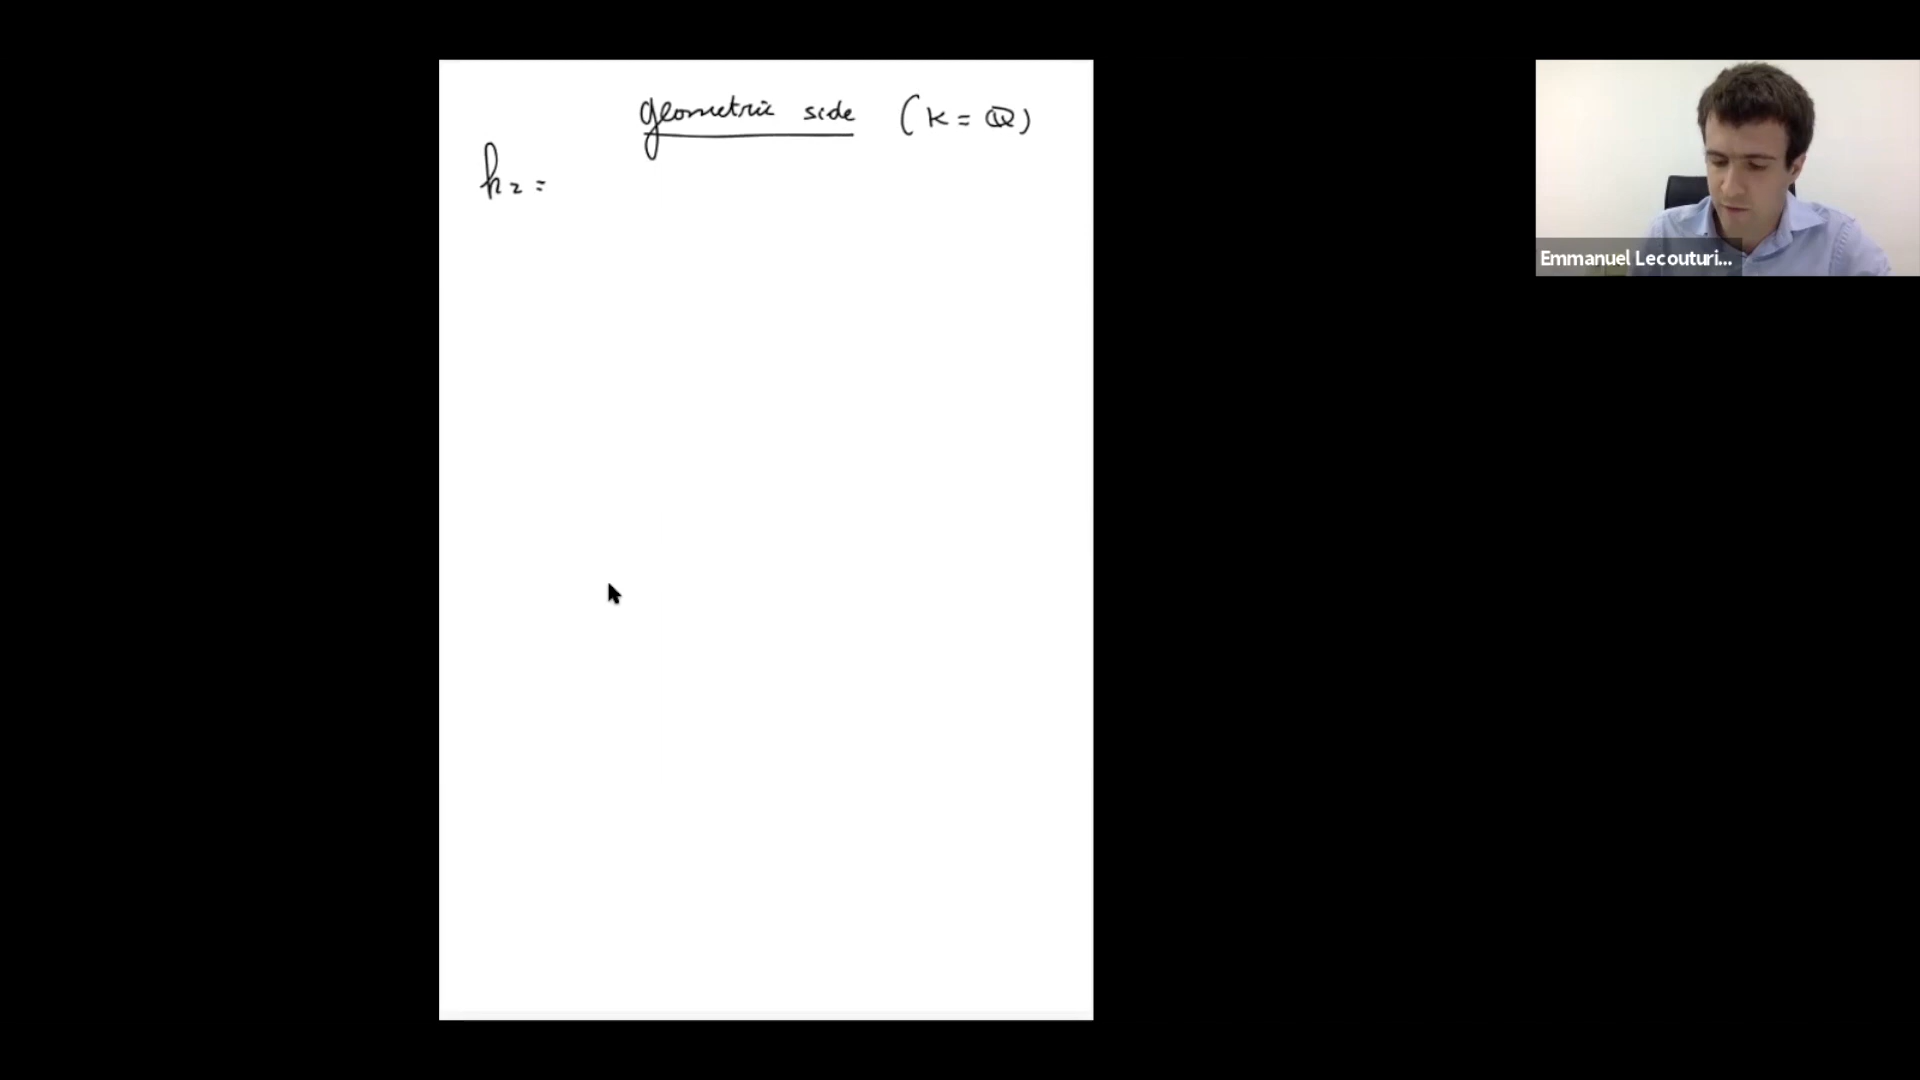 geometric side (K = ℚ)
h₂ =
Emmanuel Lecouturi...